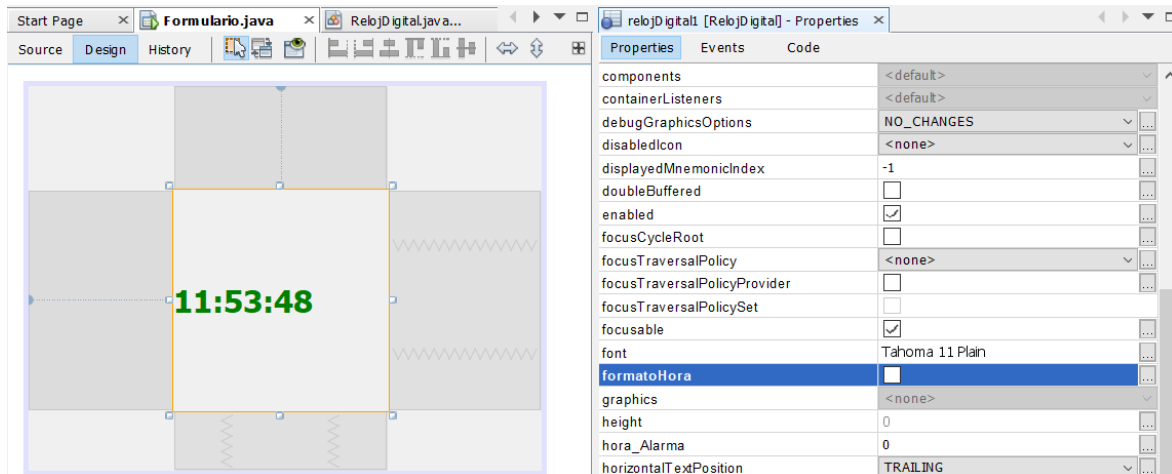 Start Page × Formulario.java × RelojDigital.java...
Source Design History
11:53:48
relojDigital1 [RelojDigital] - Properties ×
Properties Events Code
components <default>
containerListeners <default>
debugGraphicsOptions NO_CHANGES ...
disabledIcon <none> ...
displayedMnemonicIndex -1 ...
doubleBuffered ...
enabled ...
focusCycleRoot ...
focusTraversalPolicy <none> ...
focusTraversalPolicyProvider ...
focusTraversalPolicySet
focusable ...
font Tahoma 11 Plain ...
formatoHora ...
graphics <none>
height 0 ...
hora_Alarma 0 ...
horizontalTextPosition TRAILING ...